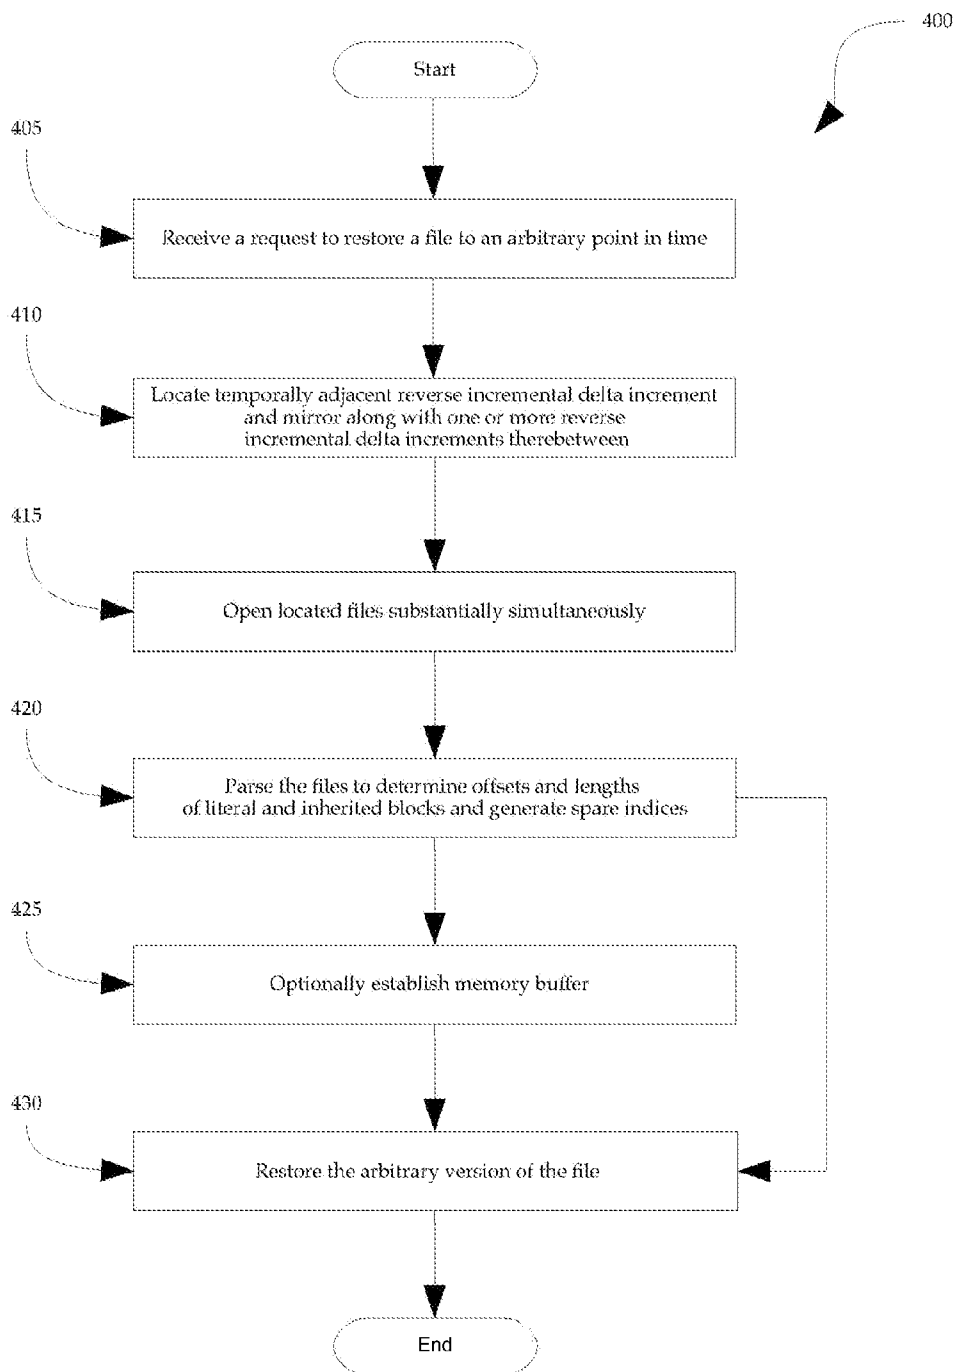 400
Start
405
Receive a request to restore a file to an arbitrary point in time
410
Locate temporally adjacent reverse incremental delta increment
and mirror along with one or more reverse
incremental delta increments therebetween
415
Open located files substantially simultaneously
420
Parse the files to determine offsets and lengths
of literal and inherited blocks and generate spare indices
425
Optionally establish memory buffer
430
Restore the arbitrary version of the file
End